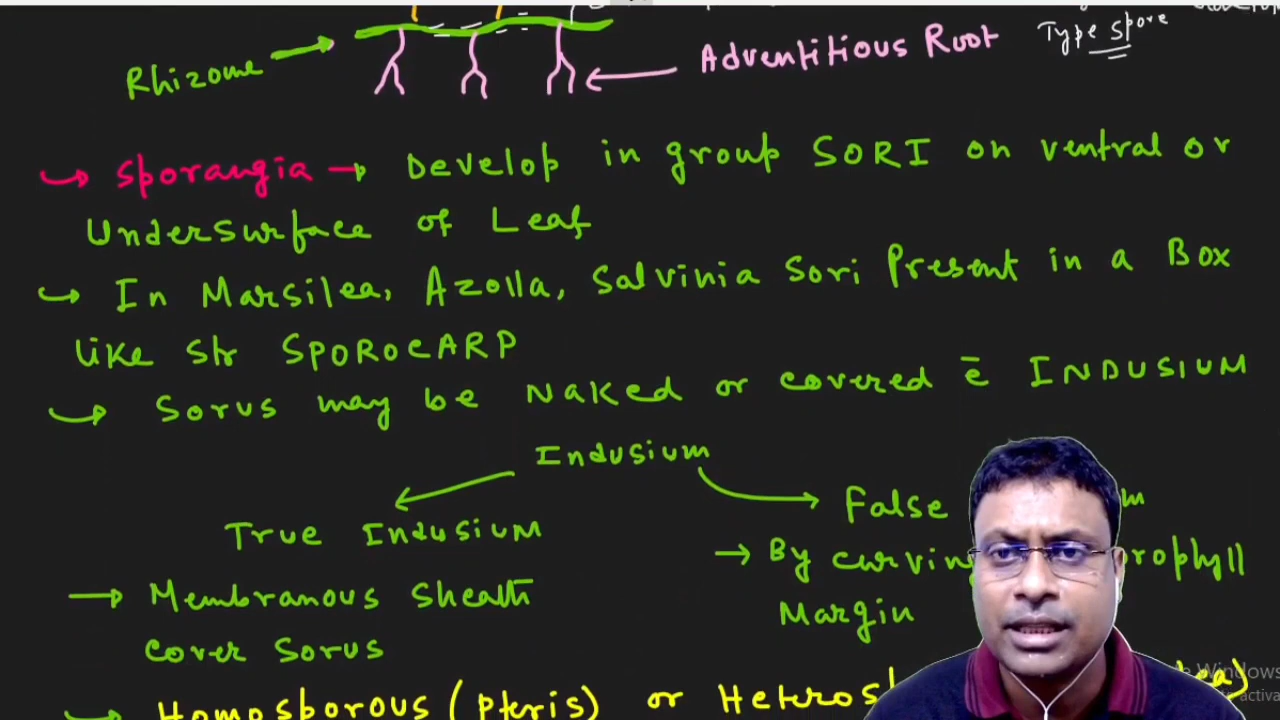 Type Spore
Adventitious Root
Rhizome
Sporangia → Develop in group SORI on ventral or
Undersurface of Leaf
In Marsilea, Azolla, Salvinia Sori Present in a Box
like Str SPOROCARP
Sorus may be Naked or covered c̄ INDUSIUM
Indusium
True Indusium
False
→ Membranous Sheath
cover Sorus
→ By curvin rophyll
Margin
Homosporous (Pteris) or Heteros
Windows